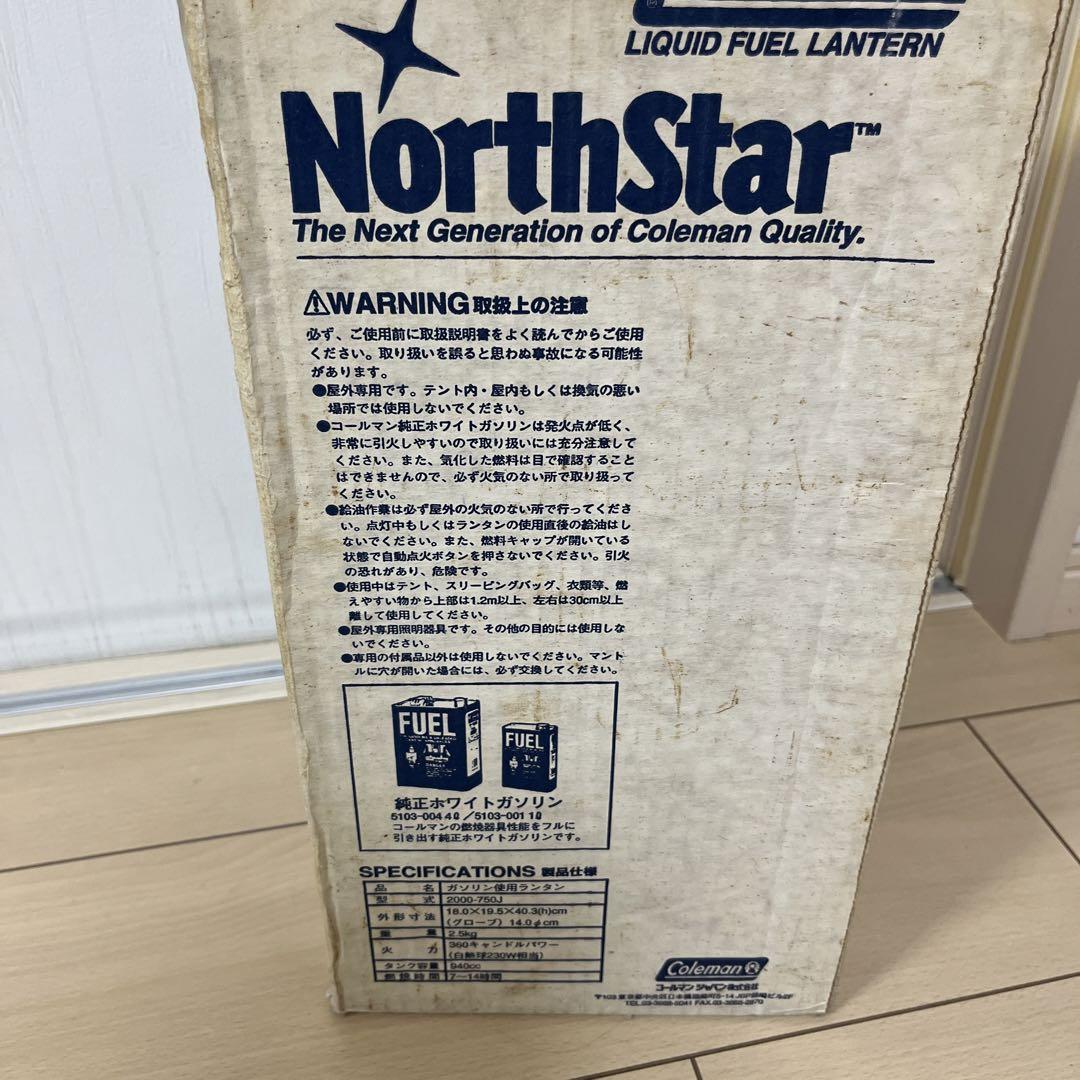 LIQUID FUEL LANTERN
NorthStar™
The Next Generation of Coleman Quality.
⚠WARNING 取扱上の注意
必ず、ご使用前に取扱説明書をよく読んでからご使用
ください。取り扱いを誤ると思わぬ事故になる可能性
があります。
●屋外専用です。テント内・屋内もしくは換気の悪い
場所では使用しないでください。
●コールマン純正ホワイトガソリンは発火点が低く、
非常に引火しやすいので取り扱いには充分注意して
ください。また、気化した燃料は目で確認すること
はできませんので、必ず火気のない所で取り扱って
ください。
●給油作業は必ず屋外の火気のない所で行ってくださ
い。点灯中もしくはランタンの使用直後の給油はし
ないでください。また、燃料キャップが開いている
状態で自動点火ボタンを押さないでください。引火
の恐れがあり、危険です。
●使用中はテント、スリーピングバッグ、衣類等、燃
えやすい物から上部は1.2m以上、左右は30cm以上
離して使用してください。
●屋外専用照明器具です。その他の目的には使用しな
いでください。
●専用の付属品以外は使用しないでください。マント
ルに穴が開いた場合には、必ず交換してください。
FUEL
FUEL
純正ホワイトガソリン
5103-004 4ℓ／5103-001 1ℓ
コールマンの燃焼器具性能をフルに
引き出す純正ホワイトガソリンです。
SPECIFICATIONS 製品仕様
品名 ガソリン使用ランタン
型式 2000-750J
外形寸法 18.0×19.5×40.3(h)cm
(グローブ) 14.0φcm
重量 2.5kg
火力 360キャンドルパワー
(白熱球230W相当)
タンク容量 940cc
燃焼時間 7〜14時間
Coleman
コールマン ジャパン株式会社
TEL.03-3668-5041 FAX.03-3668-2870